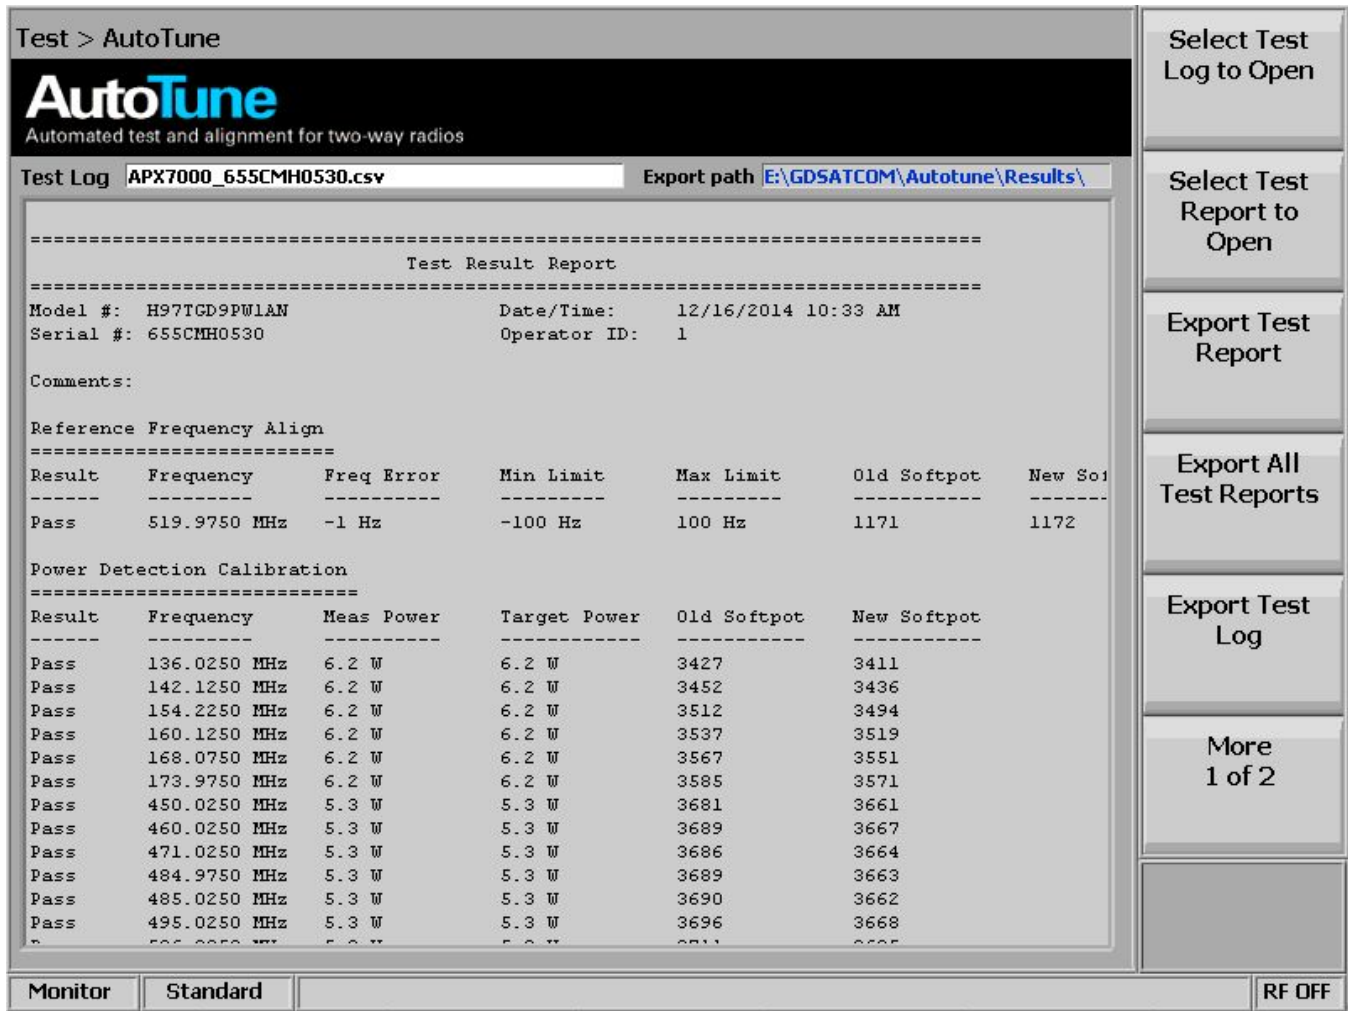 Test > AutoTune
AutoTune
Automated test and alignment for two-way radios
Test Log APX7000_655CMH0530.csv Export path E:\GDSATCOM\Autotune\Results\
=================================================================================
Test Result Report
=================================================================================
Model #: H97TGD9PW1AN Date/Time: 12/16/2014 10:33 AM
Serial #: 655CMH0530 Operator ID: 1
Comments:
Reference Frequency Align
==========================
Result Frequency Freq Error Min Limit Max Limit Old Softpot New Sof
------ --------- ---------- --------- --------- ----------- -------
Pass 519.9750 MHz -1 Hz -100 Hz 100 Hz 1171 1172
Power Detection Calibration
============================
Result Frequency Meas Power Target Power Old Softpot New Softpot
------ --------- ---------- ------------ ----------- -----------
Pass 136.0250 MHz 6.2 W 6.2 W 3427 3411
Pass 142.1250 MHz 6.2 W 6.2 W 3452 3436
Pass 154.2250 MHz 6.2 W 6.2 W 3512 3494
Pass 160.1250 MHz 6.2 W 6.2 W 3537 3519
Pass 168.0750 MHz 6.2 W 6.2 W 3567 3551
Pass 173.9750 MHz 6.2 W 6.2 W 3585 3571
Pass 450.0250 MHz 5.3 W 5.3 W 3681 3661
Pass 460.0250 MHz 5.3 W 5.3 W 3689 3667
Pass 471.0250 MHz 5.3 W 5.3 W 3686 3664
Pass 484.9750 MHz 5.3 W 5.3 W 3689 3663
Pass 485.0250 MHz 5.3 W 5.3 W 3690 3662
Pass 495.0250 MHz 5.3 W 5.3 W 3696 3668
Select Test
Log to Open
Select Test
Report to
Open
Export Test
Report
Export All
Test Reports
Export Test
Log
More
1 of 2
Monitor Standard RF OFF